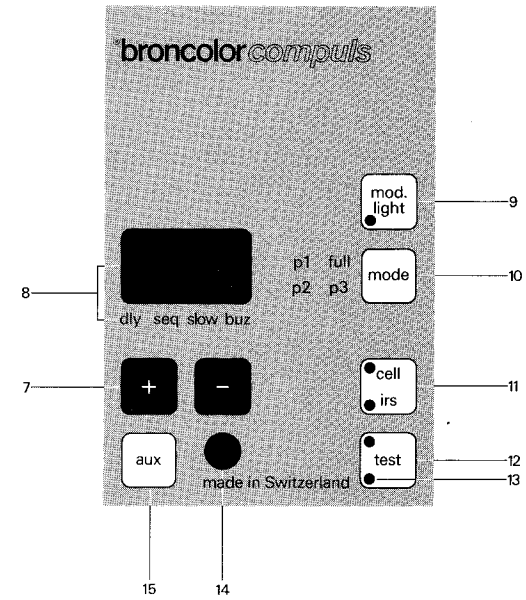 broncolor compuls
mod.
light
9
p1 full
mode
10
p2 p3
8
dly seq slow buz
cell
irs
11
7
+ −
aux
test
12
made in Switzerland
13
15
14